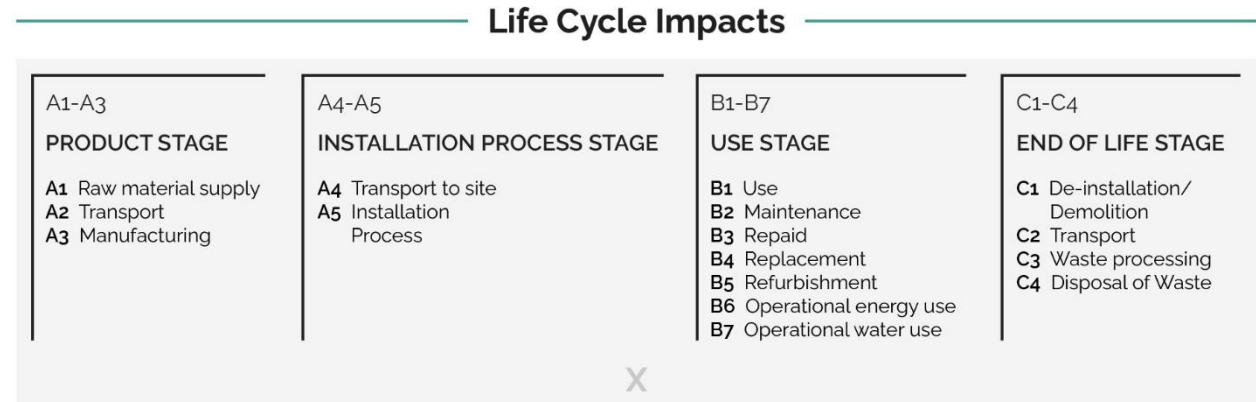 Life Cycle Impacts
A1-A3
PRODUCT STAGE
A1 Raw material supply
A2 Transport
A3 Manufacturing
A4-A5
INSTALLATION PROCESS STAGE
A4 Transport to site
A5 Installation
Process
B1-B7
USE STAGE
B1 Use
B2 Maintenance
B3 Repaid
B4 Replacement
B5 Refurbishment
B6 Operational energy use
B7 Operational water use
C1-C4
END OF LIFE STAGE
C1 De-installation/
Demolition
C2 Transport
C3 Waste processing
C4 Disposal of Waste
X